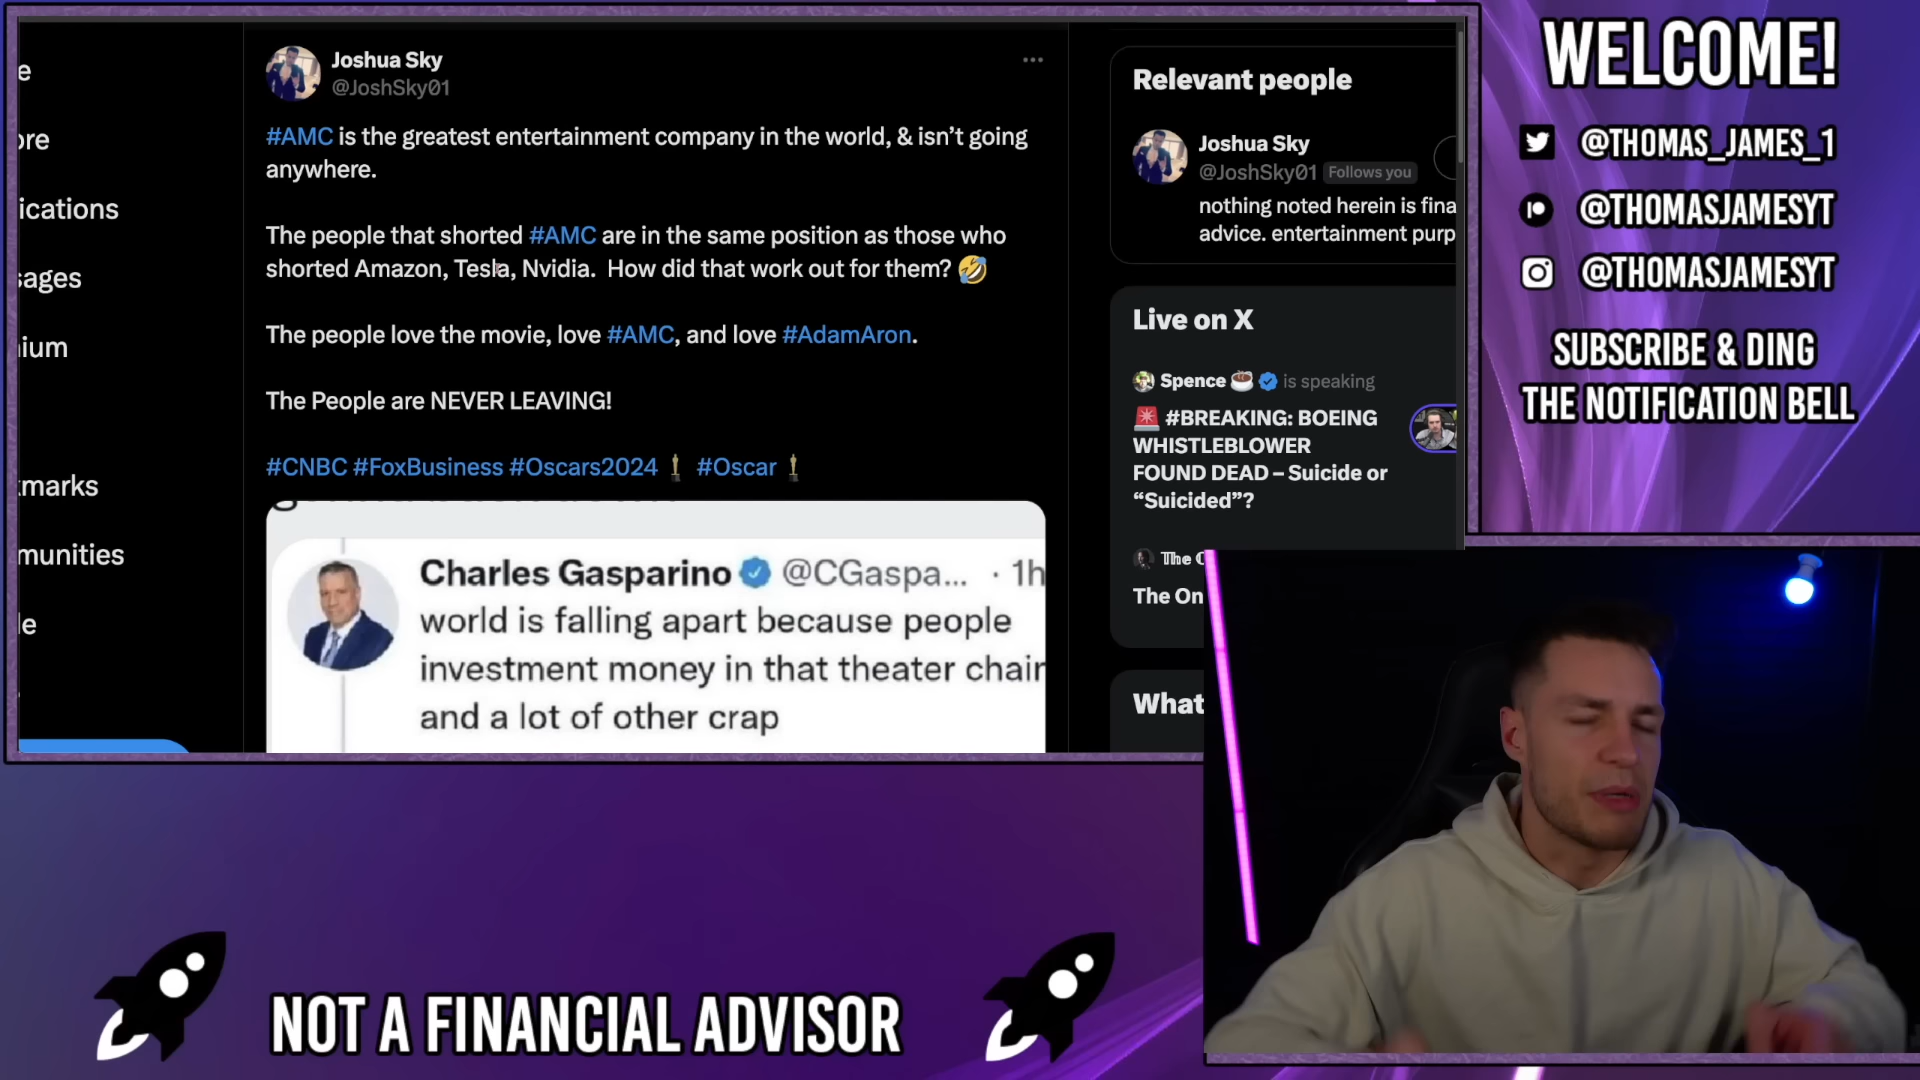 e
ore
ications
sages
ium
marks
munities
le
Joshua Sky
@JoshSky01
#AMC is the greatest entertainment company in the world, & isn't going
anywhere.
The people that shorted #AMC are in the same position as those who
shorted Amazon, Tesla, Nvidia.  How did that work out for them? 🤣
The people love the movie, love #AMC, and love #AdamAron.
The People are NEVER LEAVING!
#CNBC #FoxBusiness #Oscars2024 #Oscar
Charles Gasparino @CGaspa... · 1h
world is falling apart because people
investment money in that theater chain
and a lot of other crap
Relevant people
Joshua Sky
@JoshSky01 Follows you
nothing noted herein is fina
advice. entertainment purp
Live on X
Spence ☕ is speaking
🚨 #BREAKING: BOEING
WHISTLEBLOWER
FOUND DEAD – Suicide or
“Suicided”?
The O
The On
What
WELCOME!
@THOMAS_JAMES_1
@THOMASJAMESYT
@THOMASJAMESYT
SUBSCRIBE & DING
THE NOTIFICATION BELL
NOT A FINANCIAL ADVISOR